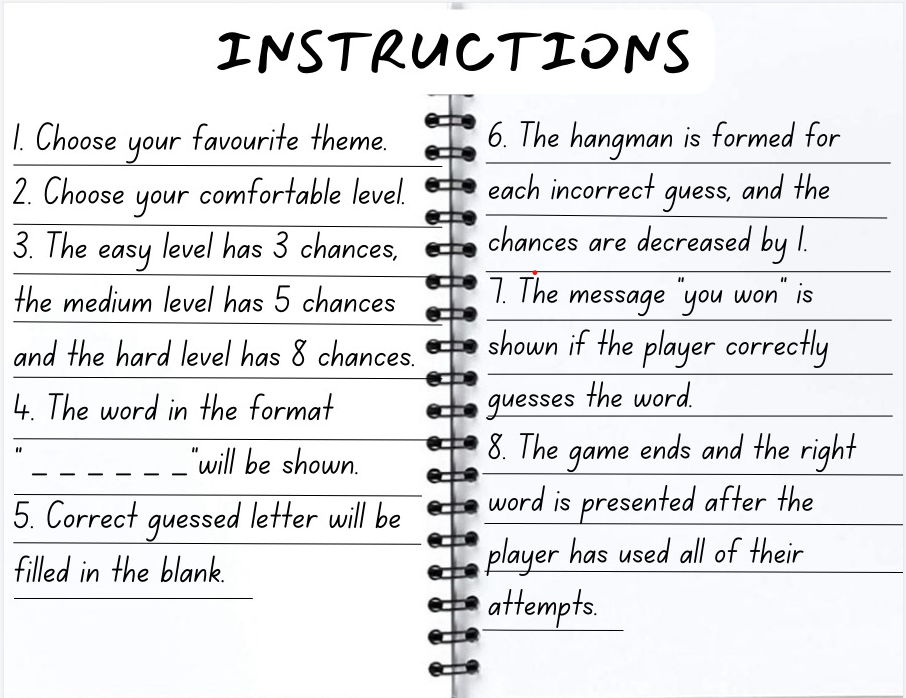 INSTRUCTIONS
1. Choose your favourite theme.
2. Choose your comfortable level.
3. The easy level has 3 chances,
the medium level has 5 chances
and the hard level has 8 chances.
4. The word in the format
" _ _ _ _ _ _"will be shown.
5. Correct guessed letter will be
filled in the blank.
6. The hangman is formed for
each incorrect guess, and the
chances are decreased by 1.
7. The message "you won" is
shown if the player correctly
guesses the word.
8. The game ends and the right
word is presented after the
player has used all of their
attempts.